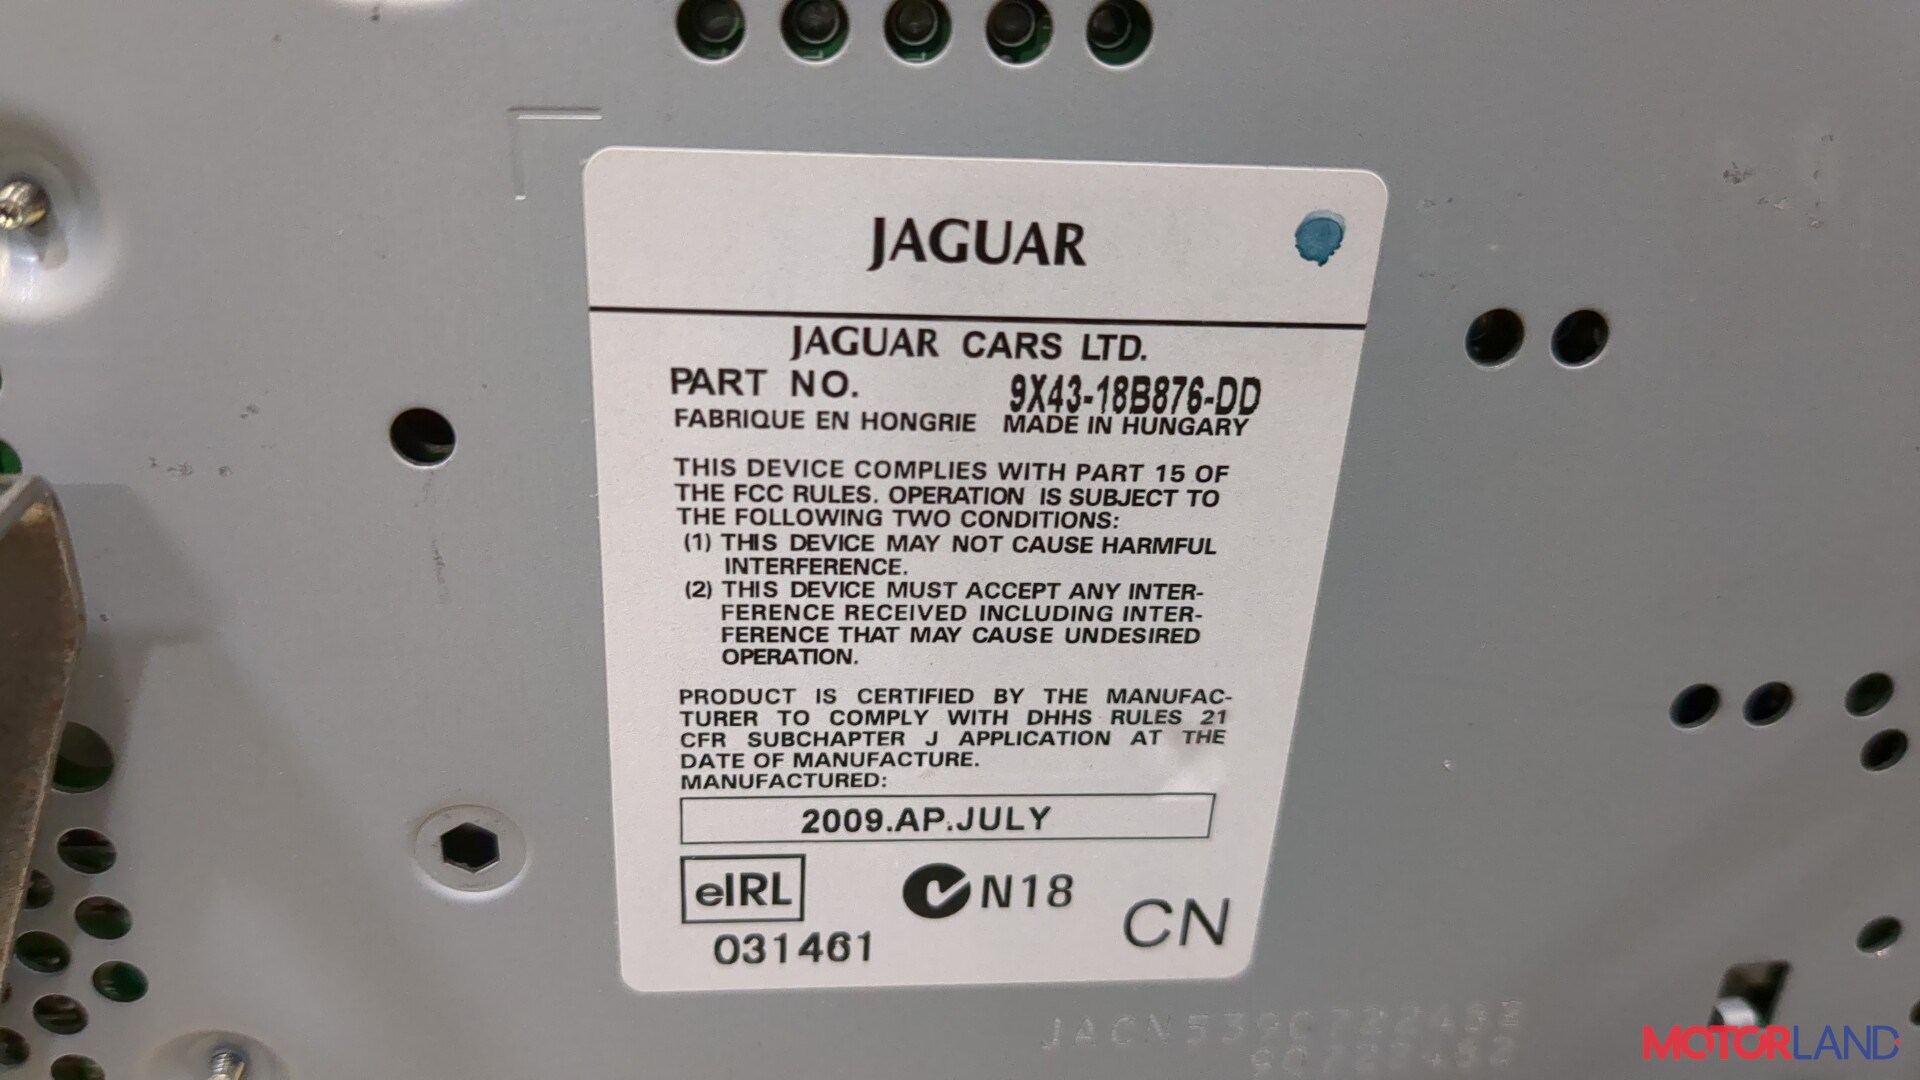 JAGUAR
JAGUAR CARS LTD.
PART NO. 9X43-18B876-DD
FABRIQUE EN HONGRIE MADE IN HUNGARY
THIS DEVICE COMPLIES WITH PART 15 OF
THE FCC RULES. OPERATION IS SUBJECT TO
THE FOLLOWING TWO CONDITIONS:
(1) THIS DEVICE MAY NOT CAUSE HARMFUL
INTERFERENCE.
(2) THIS DEVICE MUST ACCEPT ANY INTER-
FERENCE RECEIVED INCLUDING INTER-
FERENCE THAT MAY CAUSE UNDESIRED
OPERATION.
PRODUCT IS CERTIFIED BY THE MANUFAC-
TURER TO COMPLY WITH DHHS RULES 21
CFR SUBCHAPTER J APPLICATION AT THE
DATE OF MANUFACTURE.
MANUFACTURED:
2009.AP.JULY
eIRL N18
031461 CN
MOTORLAND